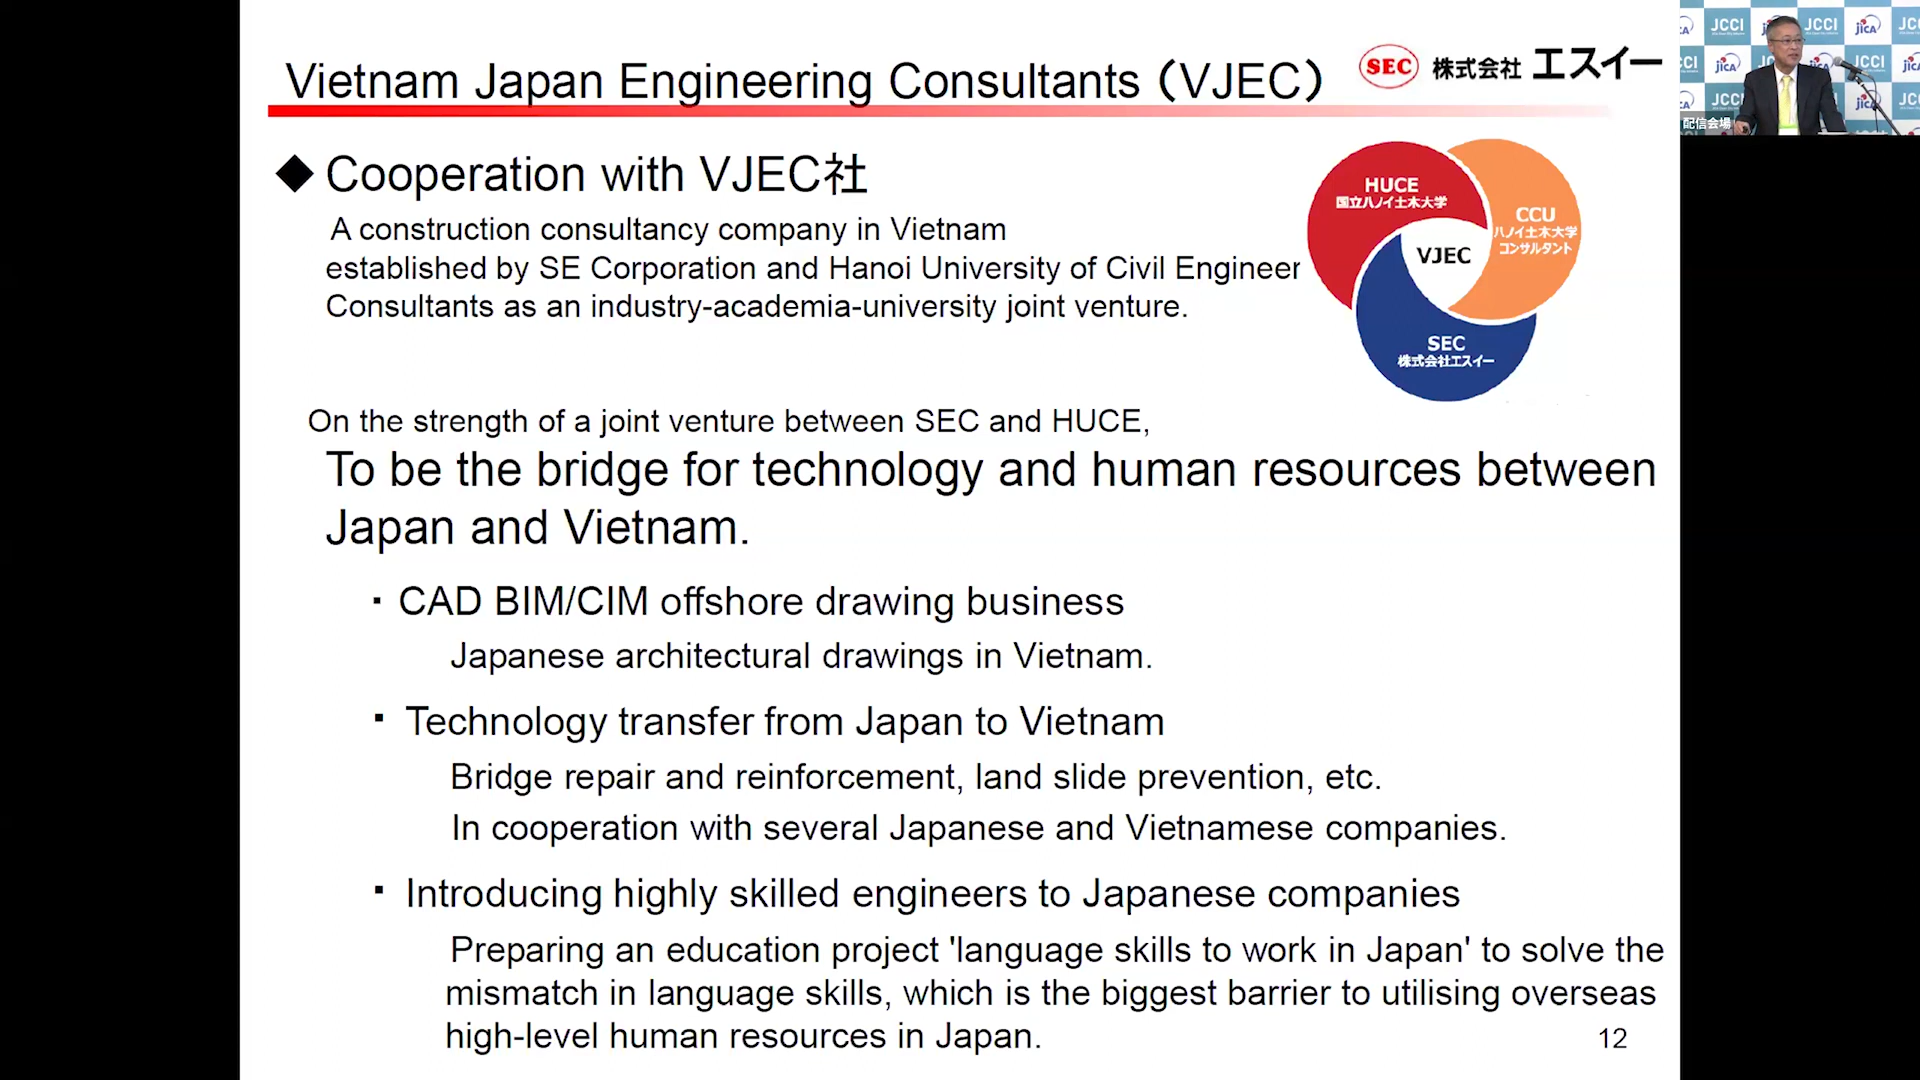 Vietnam Japan Engineering Consultants（VJEC）
SEC 株式会社 エスイー
JCCI
JICA
配信会場
◆ Cooperation with VJEC社
A construction consultancy company in Vietnam
established by SE Corporation and Hanoi University of Civil Engineer
Consultants as an industry-academia-university joint venture.
HUCE
国立ハノイ土木大学
CCU
ハノイ土木大学
コンサルタント
VJEC
SEC
株式会社エスイー
On the strength of a joint venture between SEC and HUCE,
To be the bridge for technology and human resources between
Japan and Vietnam.
・CAD BIM/CIM offshore drawing business
Japanese architectural drawings in Vietnam.
・Technology transfer from Japan to Vietnam
Bridge repair and reinforcement, land slide prevention, etc.
In cooperation with several Japanese and Vietnamese companies.
・Introducing highly skilled engineers to Japanese companies
Preparing an education project 'language skills to work in Japan' to solve the
mismatch in language skills, which is the biggest barrier to utilising overseas
high-level human resources in Japan.
12